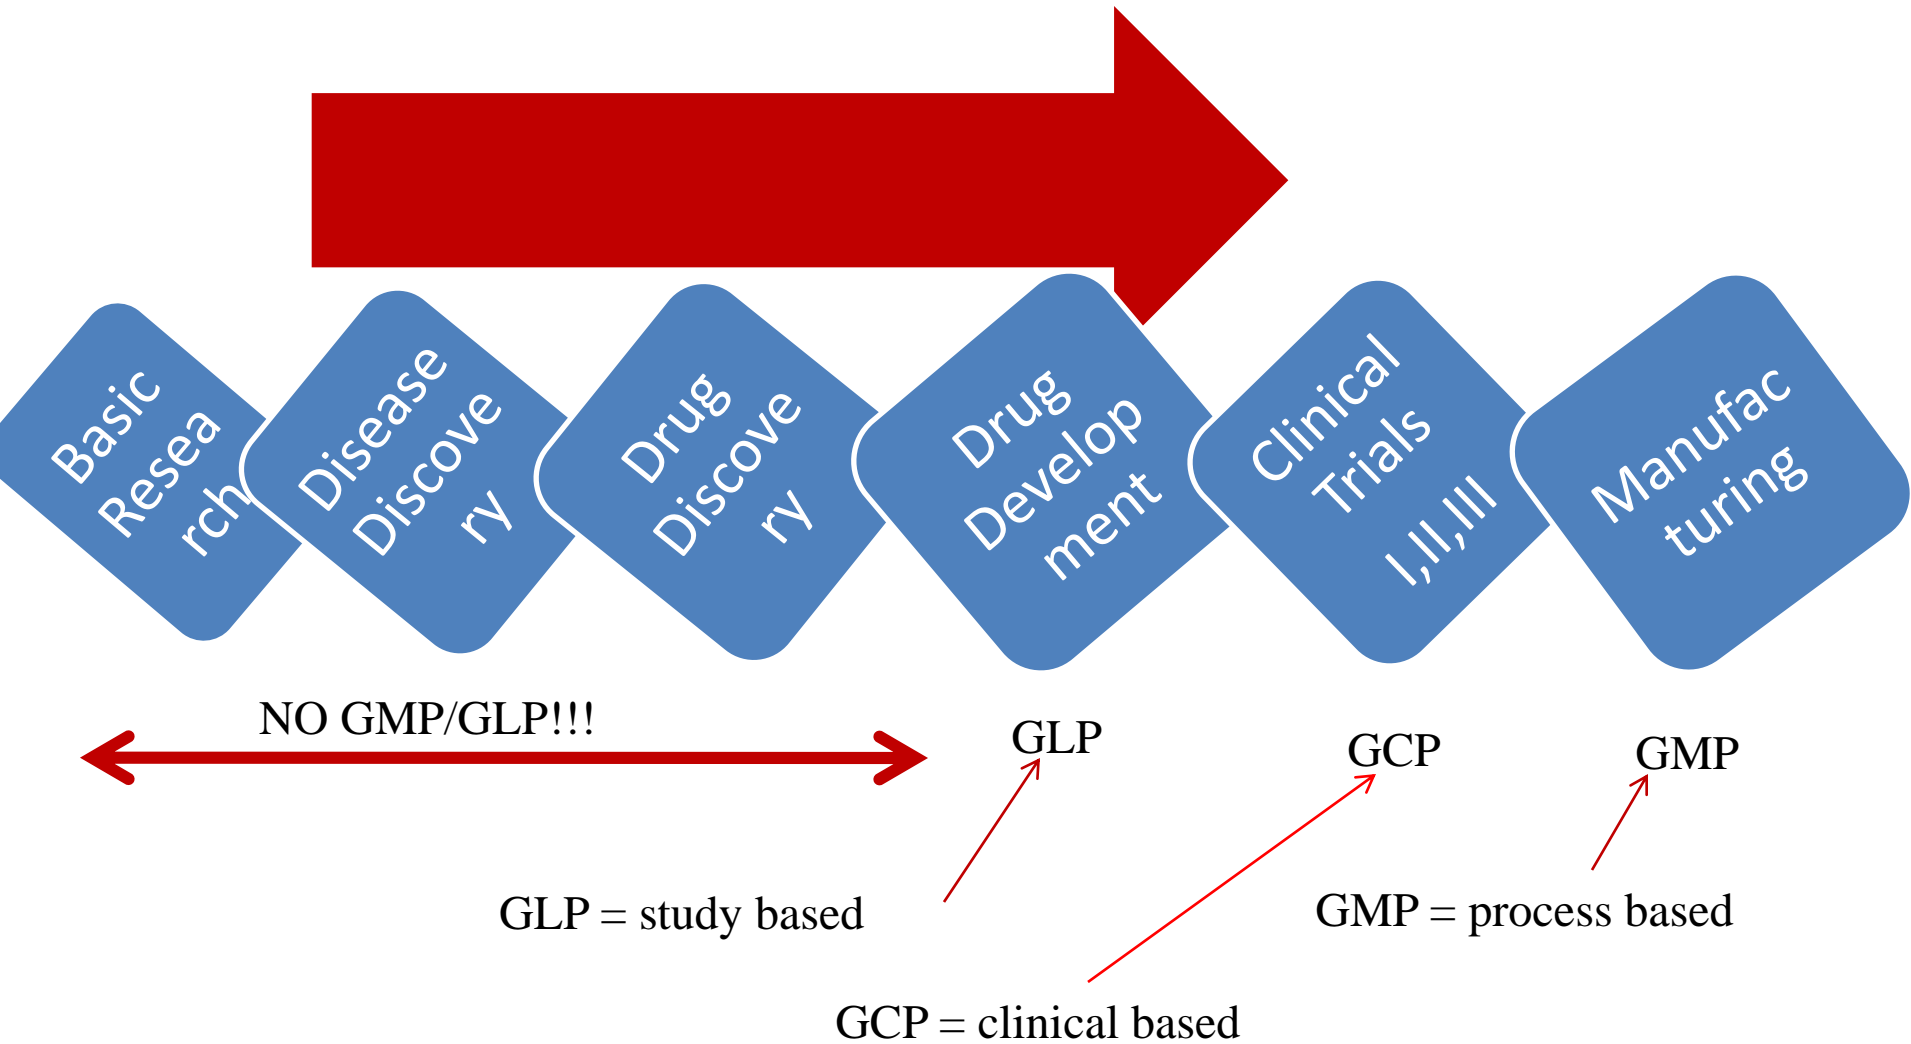 Basic
Resea
rch
Disease
Discove
ry
Drug
Discove
ry
Drug
Develop
ment
Clinical
Trials
I,II,III
Manufac
turing
NO GMP/GLP!!!
GLP
GCP
GMP
GLP = study based
GMP = process based
GCP = clinical based